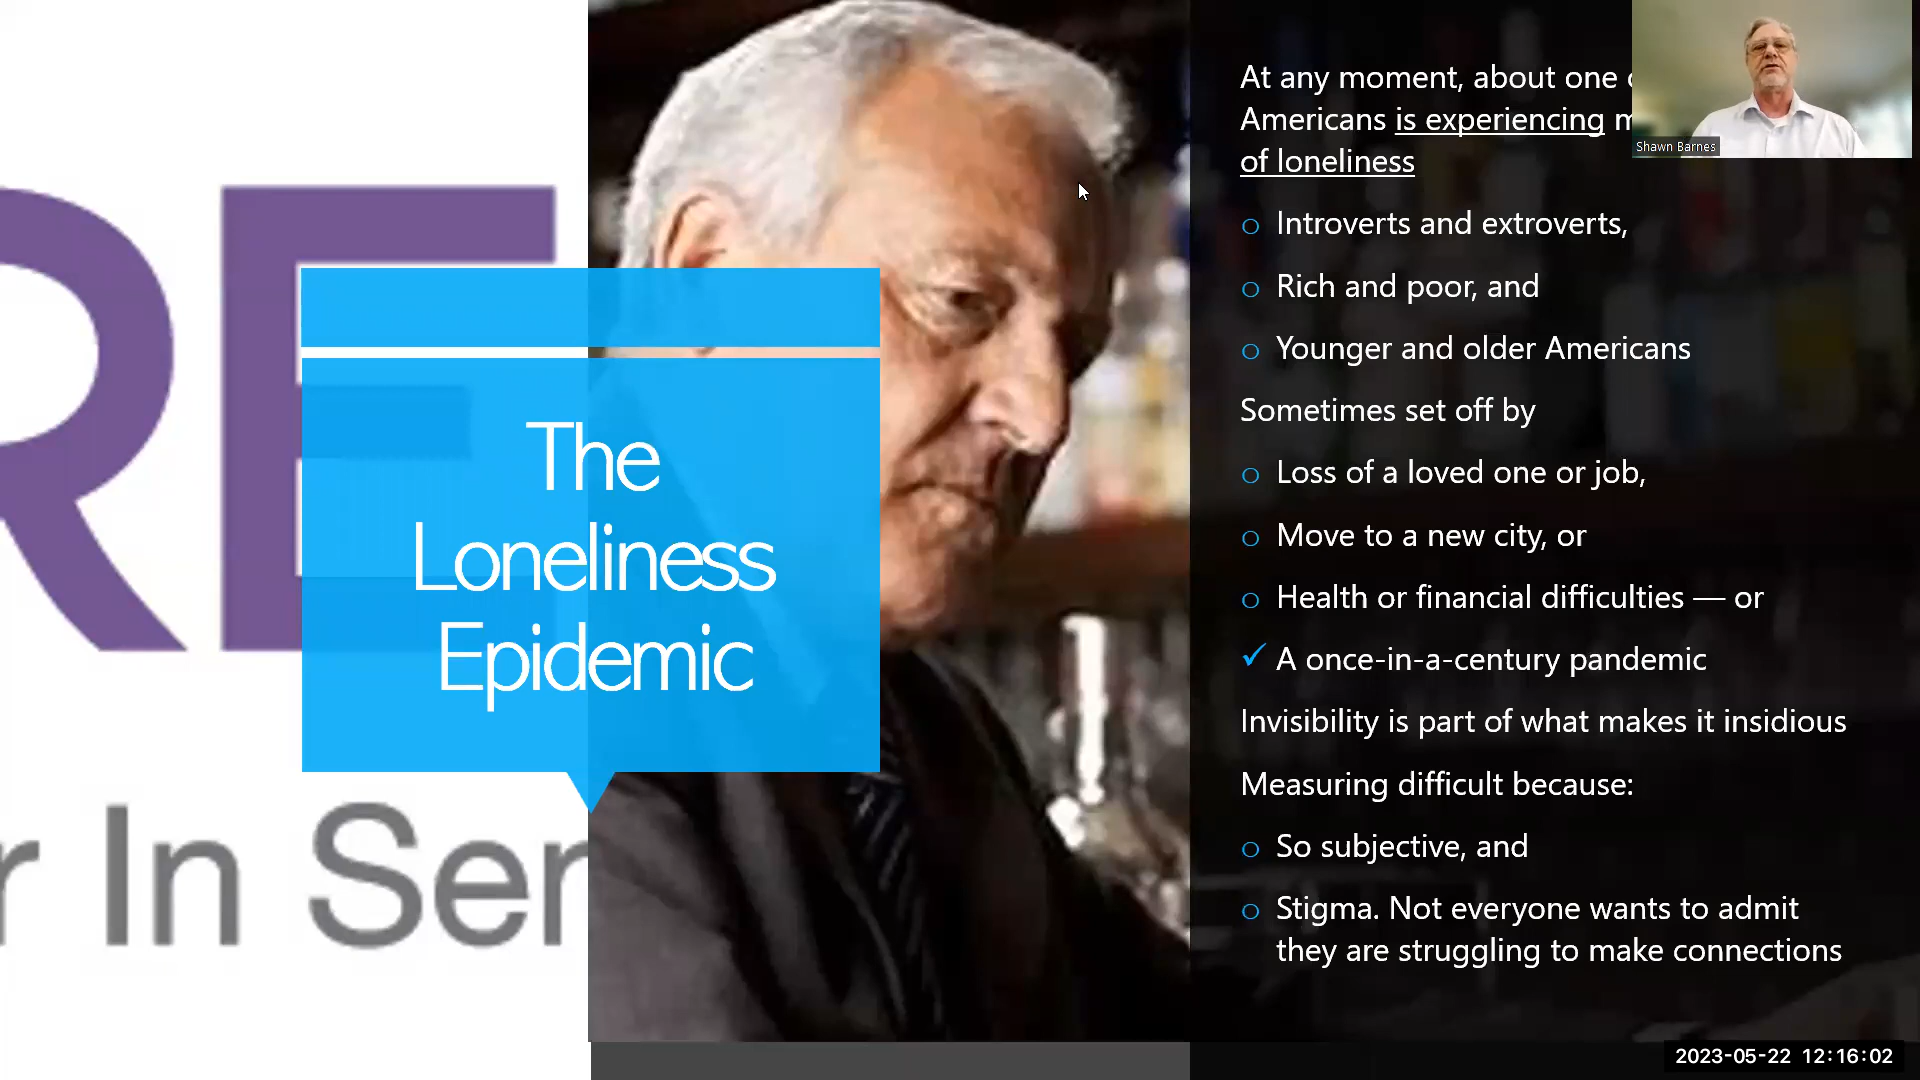 RE
r In Ser
The
Loneliness
Epidemic
At any moment, about one
Americans is experiencing
of loneliness
Introverts and extroverts,
Rich and poor, and
Younger and older Americans
Sometimes set off by
Loss of a loved one or job,
Move to a new city, or
Health or financial difficulties — or
✓ A once-in-a-century pandemic
Invisibility is part of what makes it insidious
Measuring difficult because:
So subjective, and
Stigma. Not everyone wants to admit
they are struggling to make connections
Shawn Barnes
2023-05-22 12:16:02